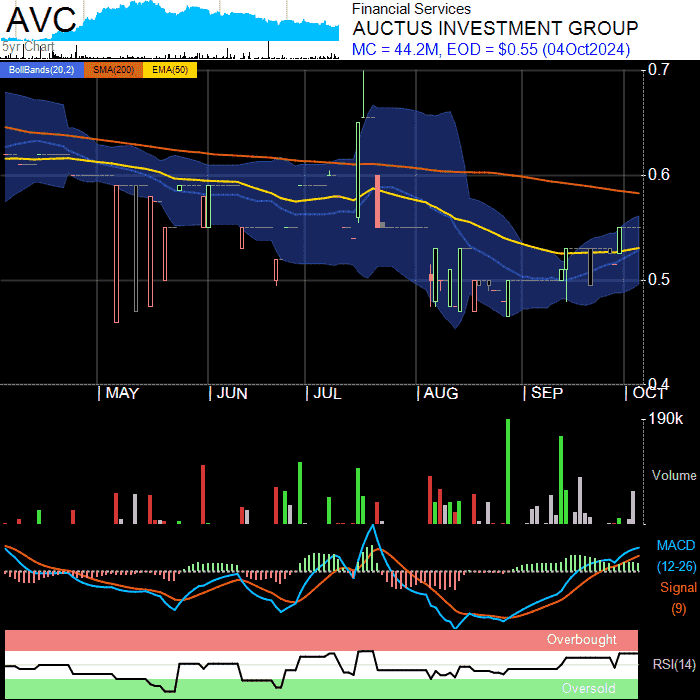 AVC
5yr Chart
Financial Services
AUCTUS INVESTMENT GROUP
MC = 44.2M, EOD = $0.55 (04Oct2024)
BollBands(20,2) SMA(200) EMA(50)
0.7
0.6
0.5
0.4
MAY JUN JUL AUG SEP OCT
190k
Volume
MACD
(12-26)
Signal
(9)
Overbought
RSI(14)
Oversold